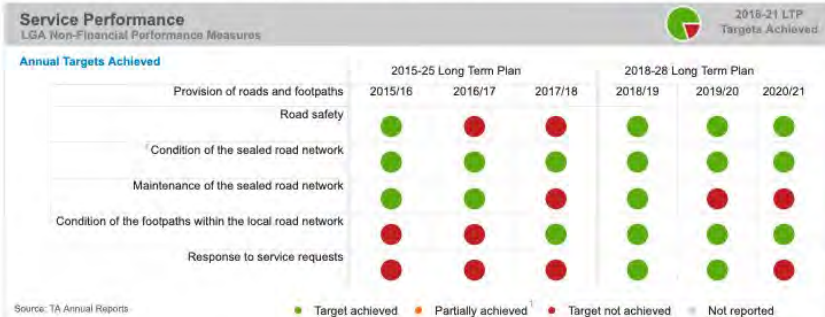 Service Performance
LGA Non-Financial Performance Measures
2018-21 LTP
Targets Achieved
Annual Targets Achieved
2015-25 Long Term Plan
2018-28 Long Term Plan
Provision of roads and footpaths 2015/16 2016/17 2017/18 2018/19 2019/20 2020/21
Road safety
Condition of the sealed road network
Maintenance of the sealed road network
Condition of the footpaths within the local road network
Response to service requests
Source: TA Annual Reports
Target achieved
Partially achieved¹
Target not achieved
Not reported